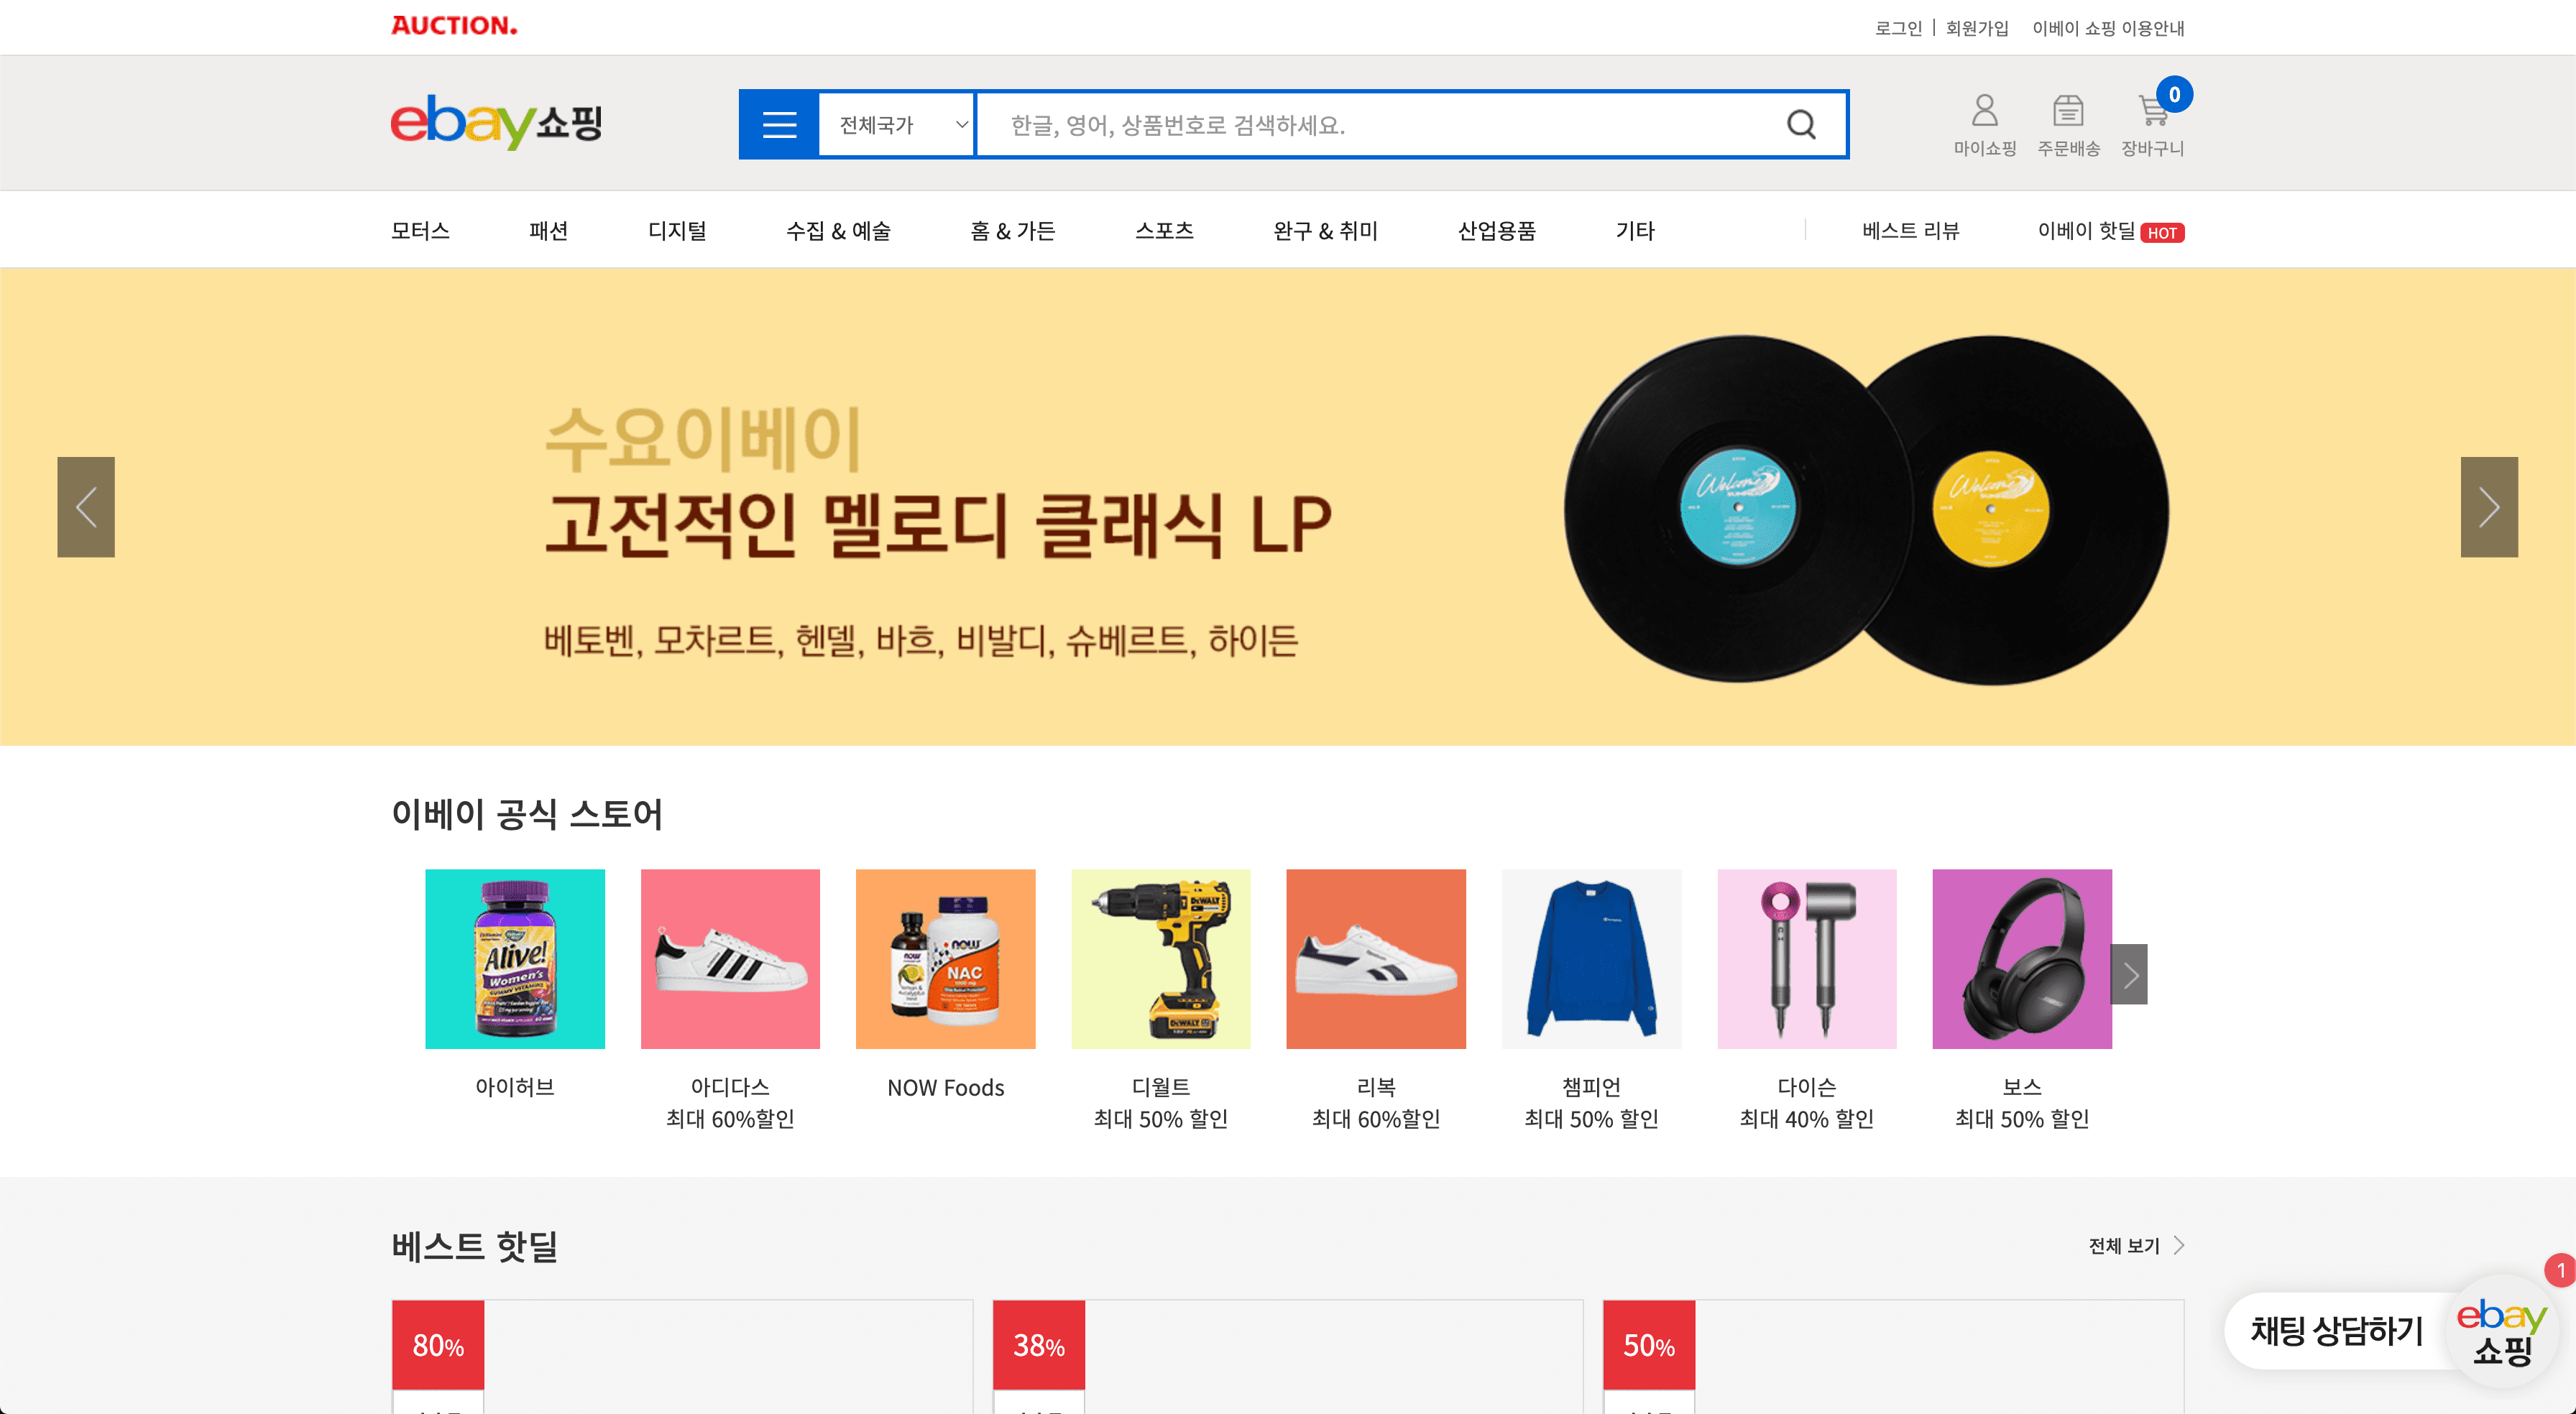 AUCTION.
로그인 | 회원가입 이베이 쇼핑 이용안내
ebay쇼핑
전체국가
한글, 영어, 상품번호로 검색하세요.
0
마이쇼핑 주문배송 장바구니
모터스 패션 디지털 수집 & 예술 홈 & 가든 스포츠 완구 & 취미 산업용품 기타 베스트 리뷰 이베이 핫딜 HOT
수요이베이
고전적인 멜로디 클래식 LP
베토벤, 모차르트, 헨델, 바흐, 비발디, 슈베르트, 하이든
Welcome
Welcome
이베이 공식 스토어
Alive!
Women's
GUMMY VITAMINS
NOW
NOW
NAC
DEWALT
DEWALT
아이허브
아디다스
최대 60%할인
NOW Foods
디월트
최대 50% 할인
리복
최대 60%할인
챔피언
최대 50% 할인
다이슨
최대 40% 할인
보스
최대 50% 할인
베스트 핫딜
전체 보기
80%
38%
50%
채팅 상담하기
ebay
쇼핑
1